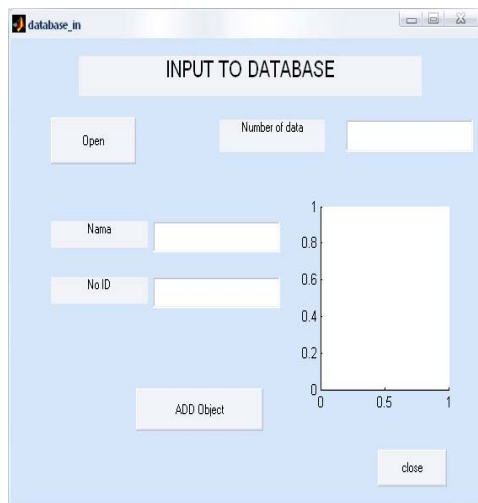 database_in
INPUT TO DATABASE
Open
Number of data
Nama
No ID
1
0.8
0.6
0.4
0.2
0
0 0.5 1
ADD Object
close